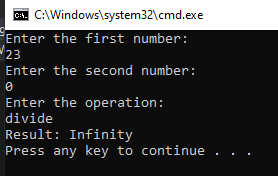 C:\Windows\system32\cmd.exe
Enter the first number:
23
Enter the second number:
0
Enter the operation:
divide
Result: Infinity
Press any key to continue . . .